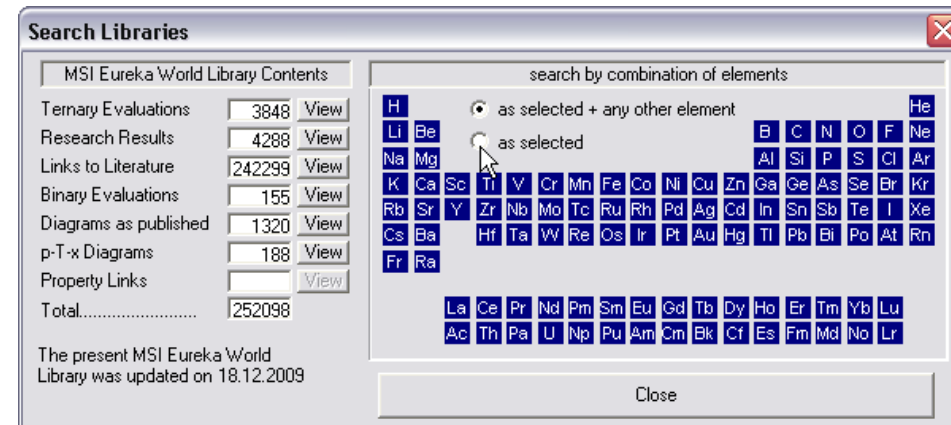 Search Libraries
MSI Eureka World Library Contents
Ternary Evaluations 3848 View
Research Results 4288 View
Links to Literature 242299 View
Binary Evaluations 155 View
Diagrams as published 1320 View
p-T-x Diagrams 188 View
Property Links View
Total........................ 252098
The present MSI Eureka World
Library was updated on 18.12.2009
search by combination of elements
as selected + any other element
as selected
H He
Li Be B C N O F Ne
Na Mg Al Si P S Cl Ar
K Ca Sc Ti V Cr Mn Fe Co Ni Cu Zn Ga Ge As Se Br Kr
Rb Sr Y Zr Nb Mo Tc Ru Rh Pd Ag Cd In Sn Sb Te I Xe
Cs Ba Hf Ta W Re Os Ir Pt Au Hg Tl Pb Bi Po At Rn
Fr Ra
La Ce Pr Nd Pm Sm Eu Gd Tb Dy Ho Er Tm Yb Lu
Ac Th Pa U Np Pu Am Cm Bk Cf Es Fm Md No Lr
Close